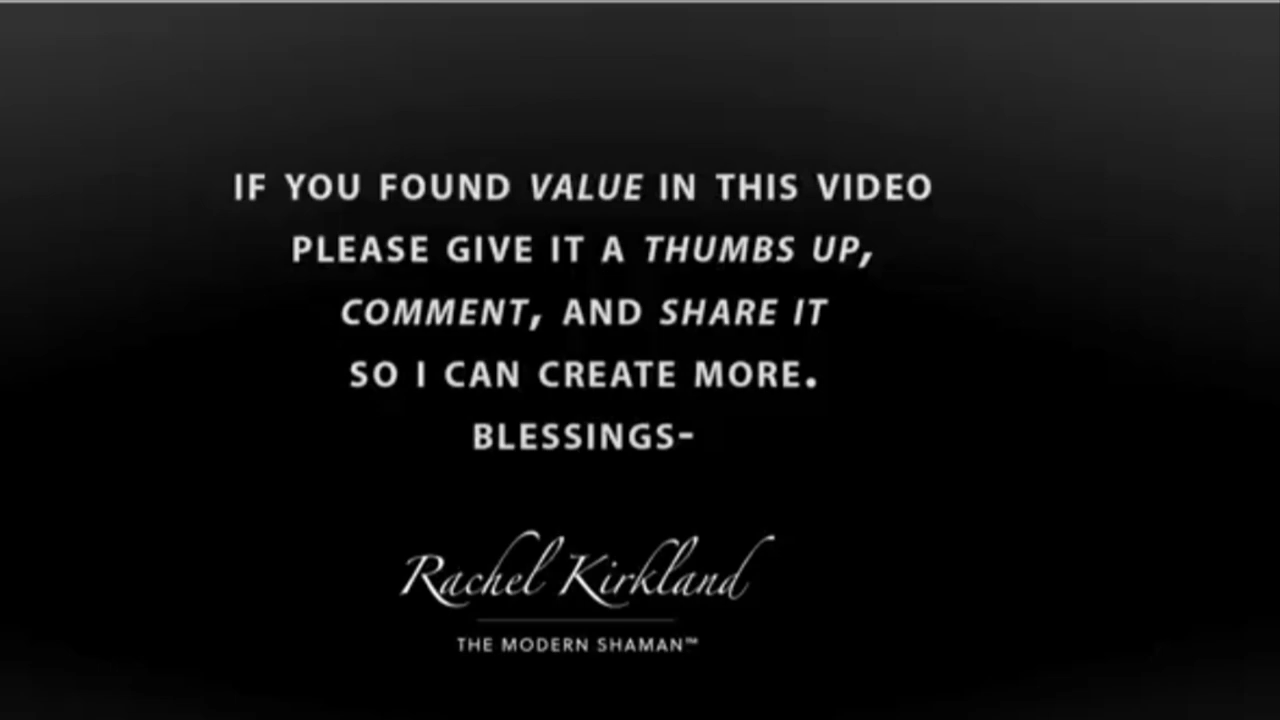 IF YOU FOUND VALUE IN THIS VIDEO
PLEASE GIVE IT A THUMBS UP,
COMMENT, AND SHARE IT
SO I CAN CREATE MORE.
BLESSINGS-
Rachel Kirkland
THE MODERN SHAMAN™